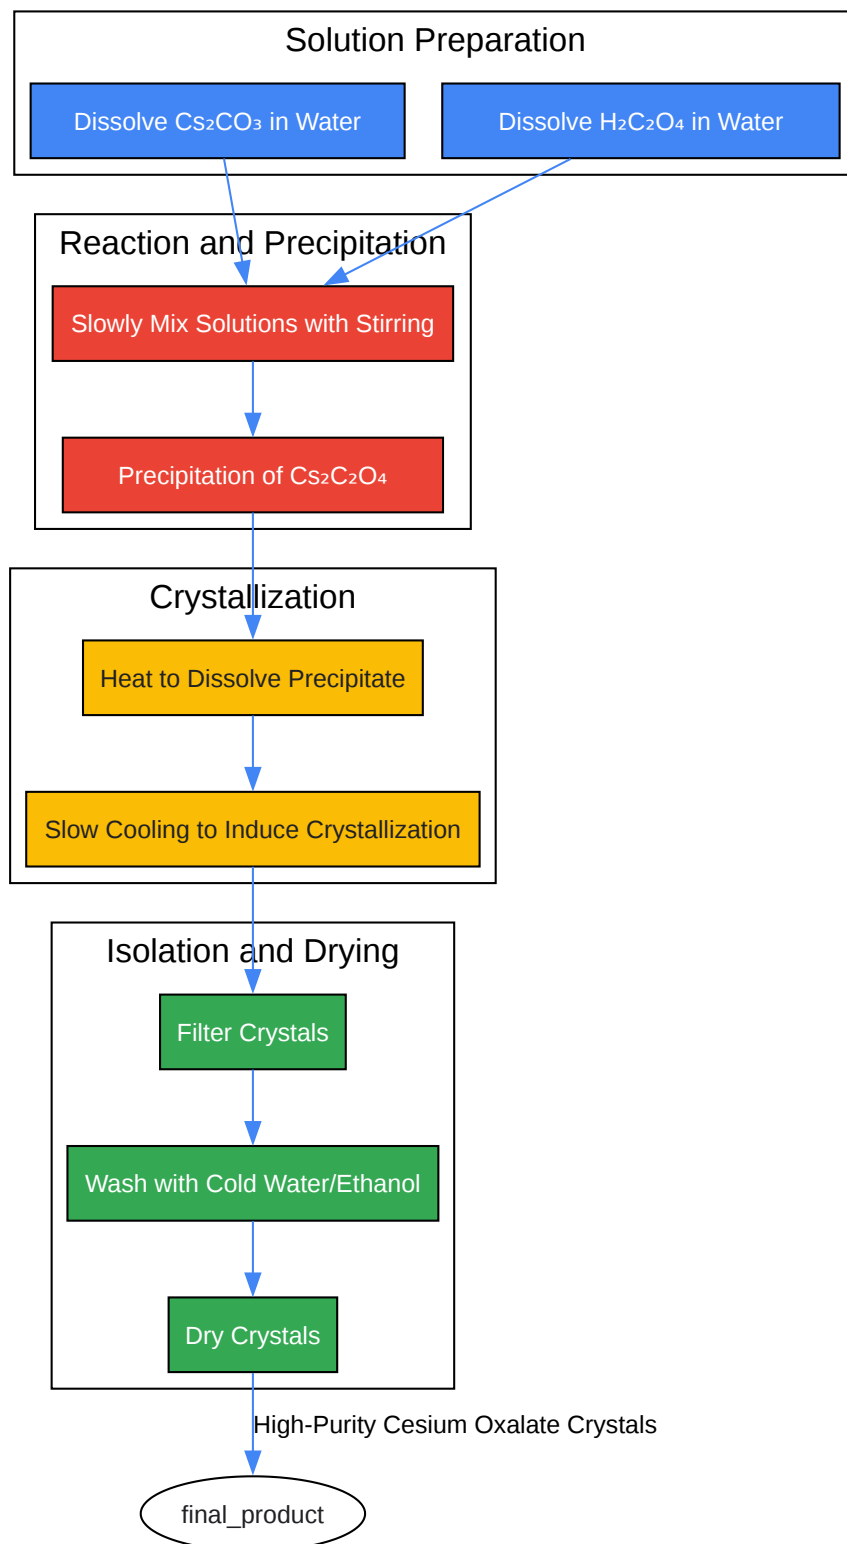 Solution Preparation
Dissolve Cs₂CO₃ in Water
Dissolve H₂C₂O₄ in Water
Reaction and Precipitation
Slowly Mix Solutions with Stirring
Precipitation of Cs₂C₂O₄
Crystallization
Heat to Dissolve Precipitate
Slow Cooling to Induce Crystallization
Isolation and Drying
Filter Crystals
Wash with Cold Water/Ethanol
Dry Crystals
High-Purity Cesium Oxalate Crystals
final_product